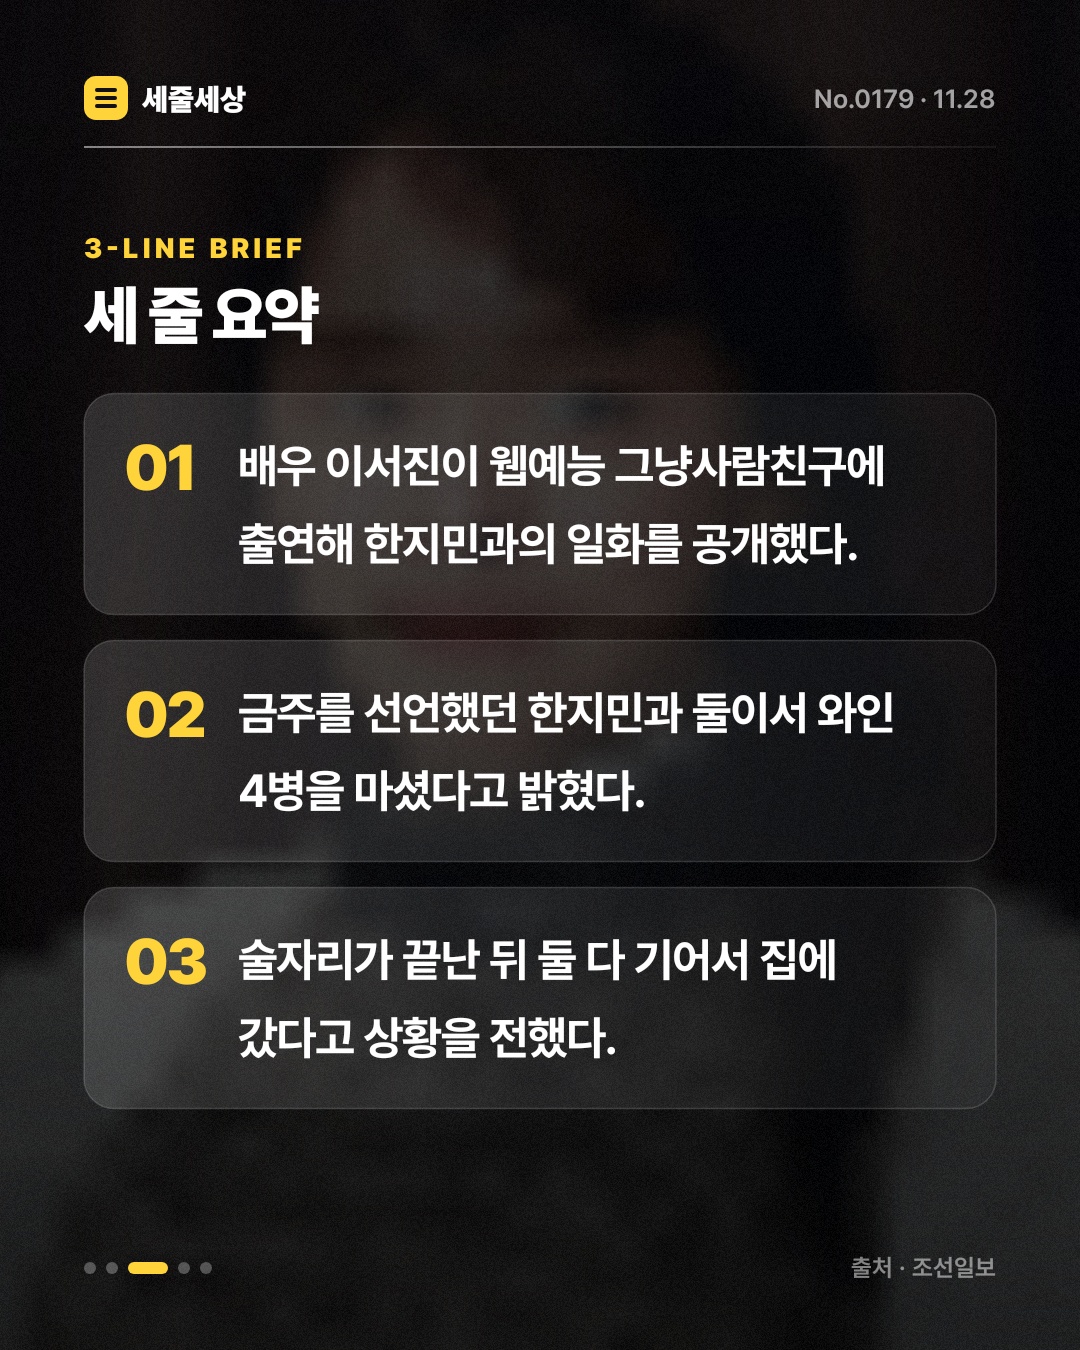 세줄세상
No.0179 · 11.28
3-LINE BRIEF
세 줄 요약
01 배우 이서진이 웹예능 그냥사람친구에
출연해 한지민과의 일화를 공개했다.
02 금주를 선언했던 한지민과 둘이서 와인
4병을 마셨다고 밝혔다.
03 술자리가 끝난 뒤 둘 다 기어서 집에
갔다고 상황을 전했다.
출처 · 조선일보